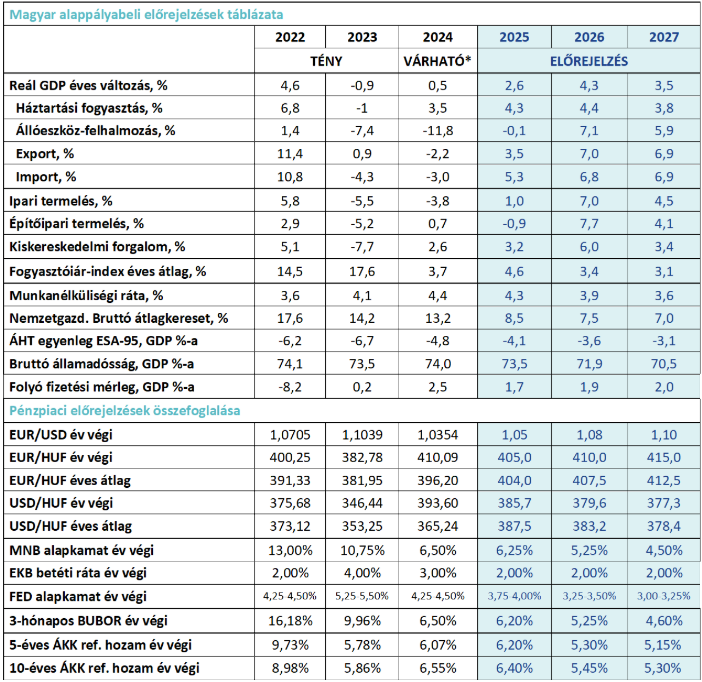 Magyar alappályabeli előrejelzések táblázata
2022 2023 2024 2025 2026 2027
TÉNY VÁRHATÓ* ELŐREJELZÉS
Reál GDP éves változás, % 4,6 -0,9 0,5 2,6 4,3 3,5
Háztartási fogyasztás, % 6,8 -1 3,5 4,3 4,4 3,8
Állóeszköz-felhalmozás, % 1,4 -7,4 -11,8 -0,1 7,1 5,9
Export, % 11,4 0,9 -2,2 3,5 7,0 6,9
Import, % 10,8 -4,3 -3,0 5,3 6,8 6,9
Ipari termelés, % 5,8 -5,5 -3,8 1,0 7,0 4,5
Építőipari termelés, % 2,9 -5,2 0,7 -0,9 7,7 4,1
Kiskereskedelmi forgalom, % 5,1 -7,7 2,6 3,2 6,0 3,4
Fogyasztóiár-index éves átlag, % 14,5 17,6 3,7 4,6 3,4 3,1
Munkanélküliségi ráta, % 3,6 4,1 4,4 4,3 3,9 3,6
Nemzetgazd. Bruttó átlagkereset, % 17,6 14,2 13,2 8,5 7,5 7,0
ÁHT egyenleg ESA-95, GDP %-a -6,2 -6,7 -4,8 -4,1 -3,6 -3,1
Bruttó államadósság, GDP %-a 74,1 73,5 74,0 73,5 71,9 70,5
Folyó fizetési mérleg, GDP %-a -8,2 0,2 2,5 1,7 1,9 2,0
Pénzpiaci előrejelzések összefoglalása
EUR/USD év végi 1,0705 1,1039 1,0354 1,05 1,08 1,10
EUR/HUF év végi 400,25 382,78 410,09 405,0 410,0 415,0
EUR/HUF éves átlag 391,33 381,95 396,20 404,0 407,5 412,5
USD/HUF év végi 375,68 346,44 393,60 385,7 379,6 377,3
USD/HUF éves átlag 373,12 353,25 365,24 387,5 383,2 378,4
MNB alapkamat év végi 13,00% 10,75% 6,50% 6,25% 5,25% 4,50%
EKB betéti ráta év végi 2,00% 4,00% 3,00% 2,00% 2,00% 2,00%
FED alapkamat év végi 4,25-4,50% 5,25-5,50% 4,25-4,50% 3,75-4,00% 3,25-3,50% 3,00-3,25%
3-hónapos BUBOR év végi 16,18% 9,96% 6,50% 6,20% 5,25% 4,60%
5-éves ÁKK ref. hozam év végi 9,73% 5,78% 6,07% 6,20% 5,30% 5,15%
10-éves ÁKK ref. hozam év végi 8,98% 5,86% 6,55% 6,40% 5,45% 5,30%